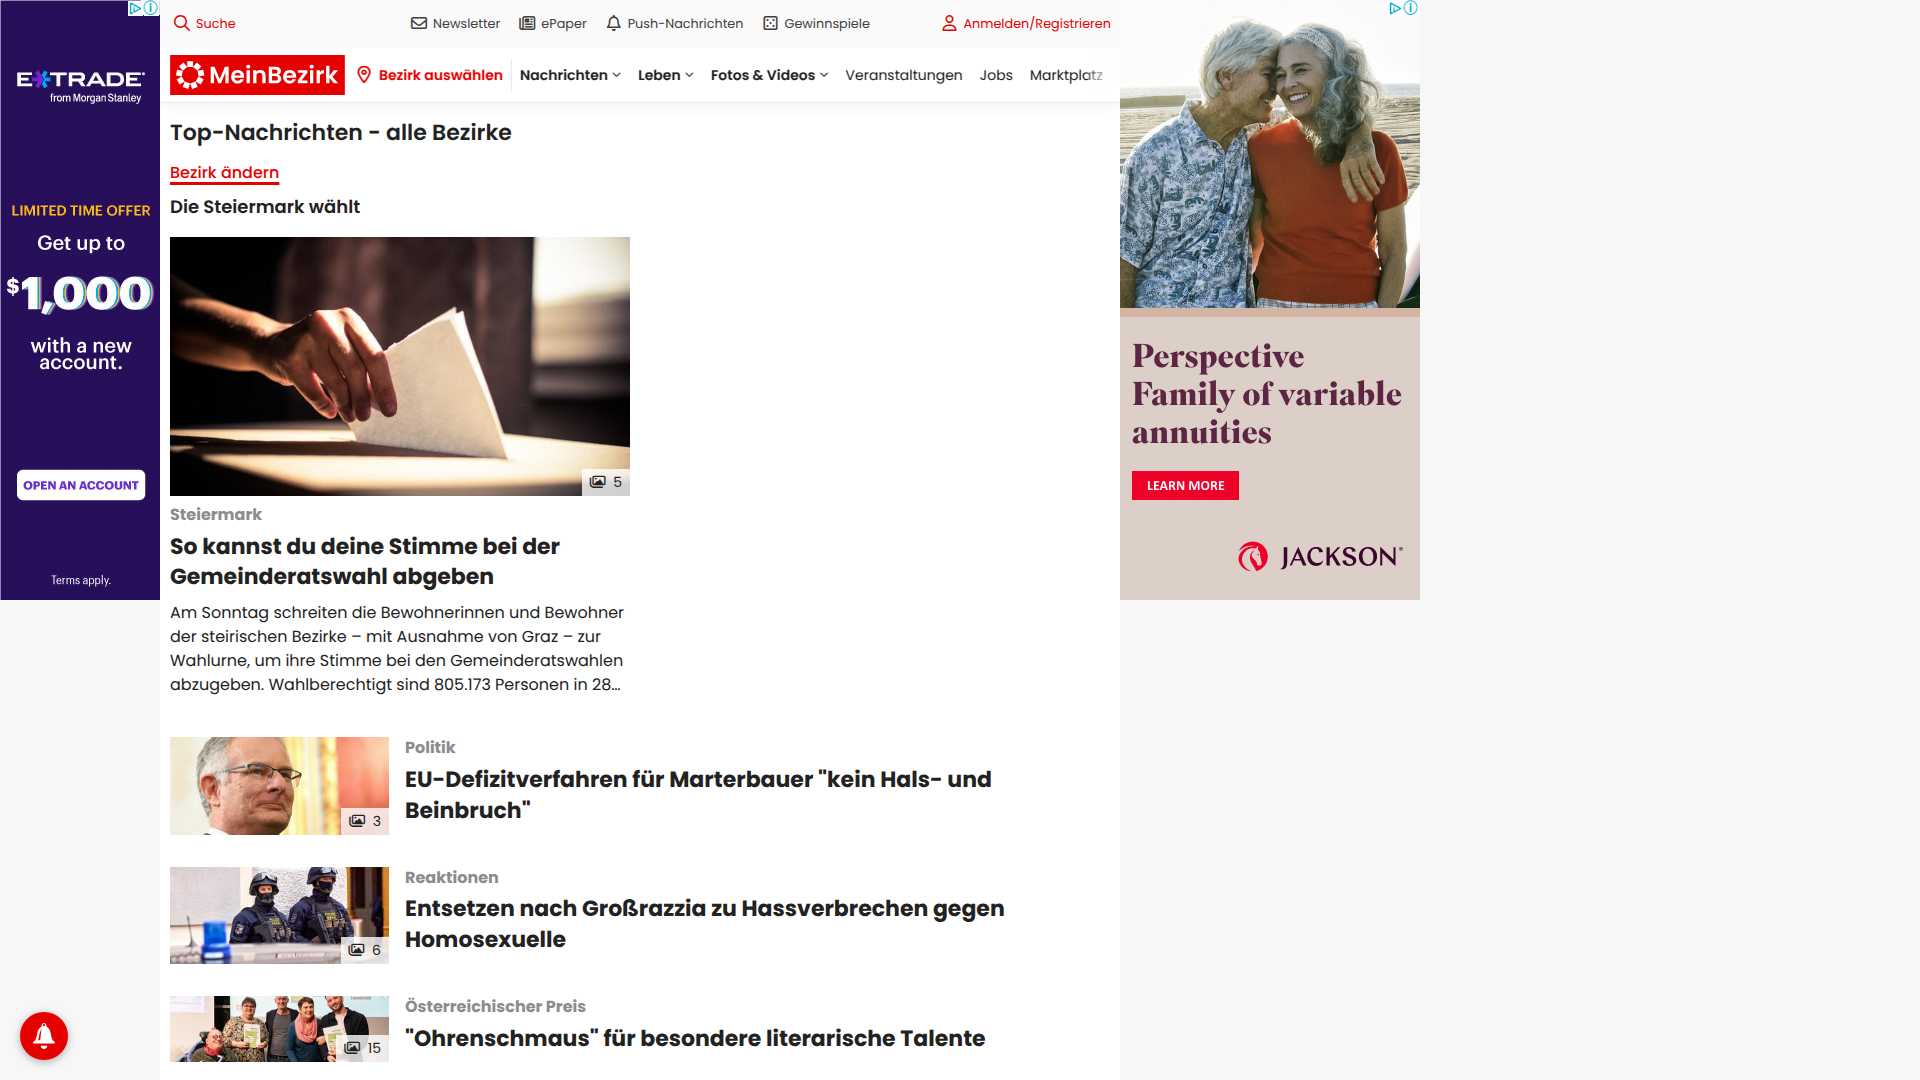 Suche
Newsletter
ePaper
Push-Nachrichten
Gewinnspiele
Anmelden/Registrieren
MeinBezirk
Bezirk auswählen
Nachrichten
Leben
Fotos & Videos
Veranstaltungen
Jobs
Marktplatz
E*TRADE
from Morgan Stanley
LIMITED TIME OFFER
Get up to
$1,000
with a new
account.
OPEN AN ACCOUNT
Terms apply.
Top-Nachrichten - alle Bezirke
Bezirk ändern
Die Steiermark wählt
5
Steiermark
So kannst du deine Stimme bei der
Gemeinderatswahl abgeben
Am Sonntag schreiten die Bewohnerinnen und Bewohner
der steirischen Bezirke – mit Ausnahme von Graz – zur
Wahlurne, um ihre Stimme bei den Gemeinderatswahlen
abzugeben. Wahlberechtigt sind 805.173 Personen in 28...
3
Politik
EU-Defizitverfahren für Marterbauer "kein Hals- und
Beinbruch"
6
Reaktionen
Entsetzen nach Großrazzia zu Hassverbrechen gegen
Homosexuelle
15
Österreichischer Preis
"Ohrenschmaus" für besondere literarische Talente
Perspective
Family of variable
annuities
LEARN MORE
JACKSON®